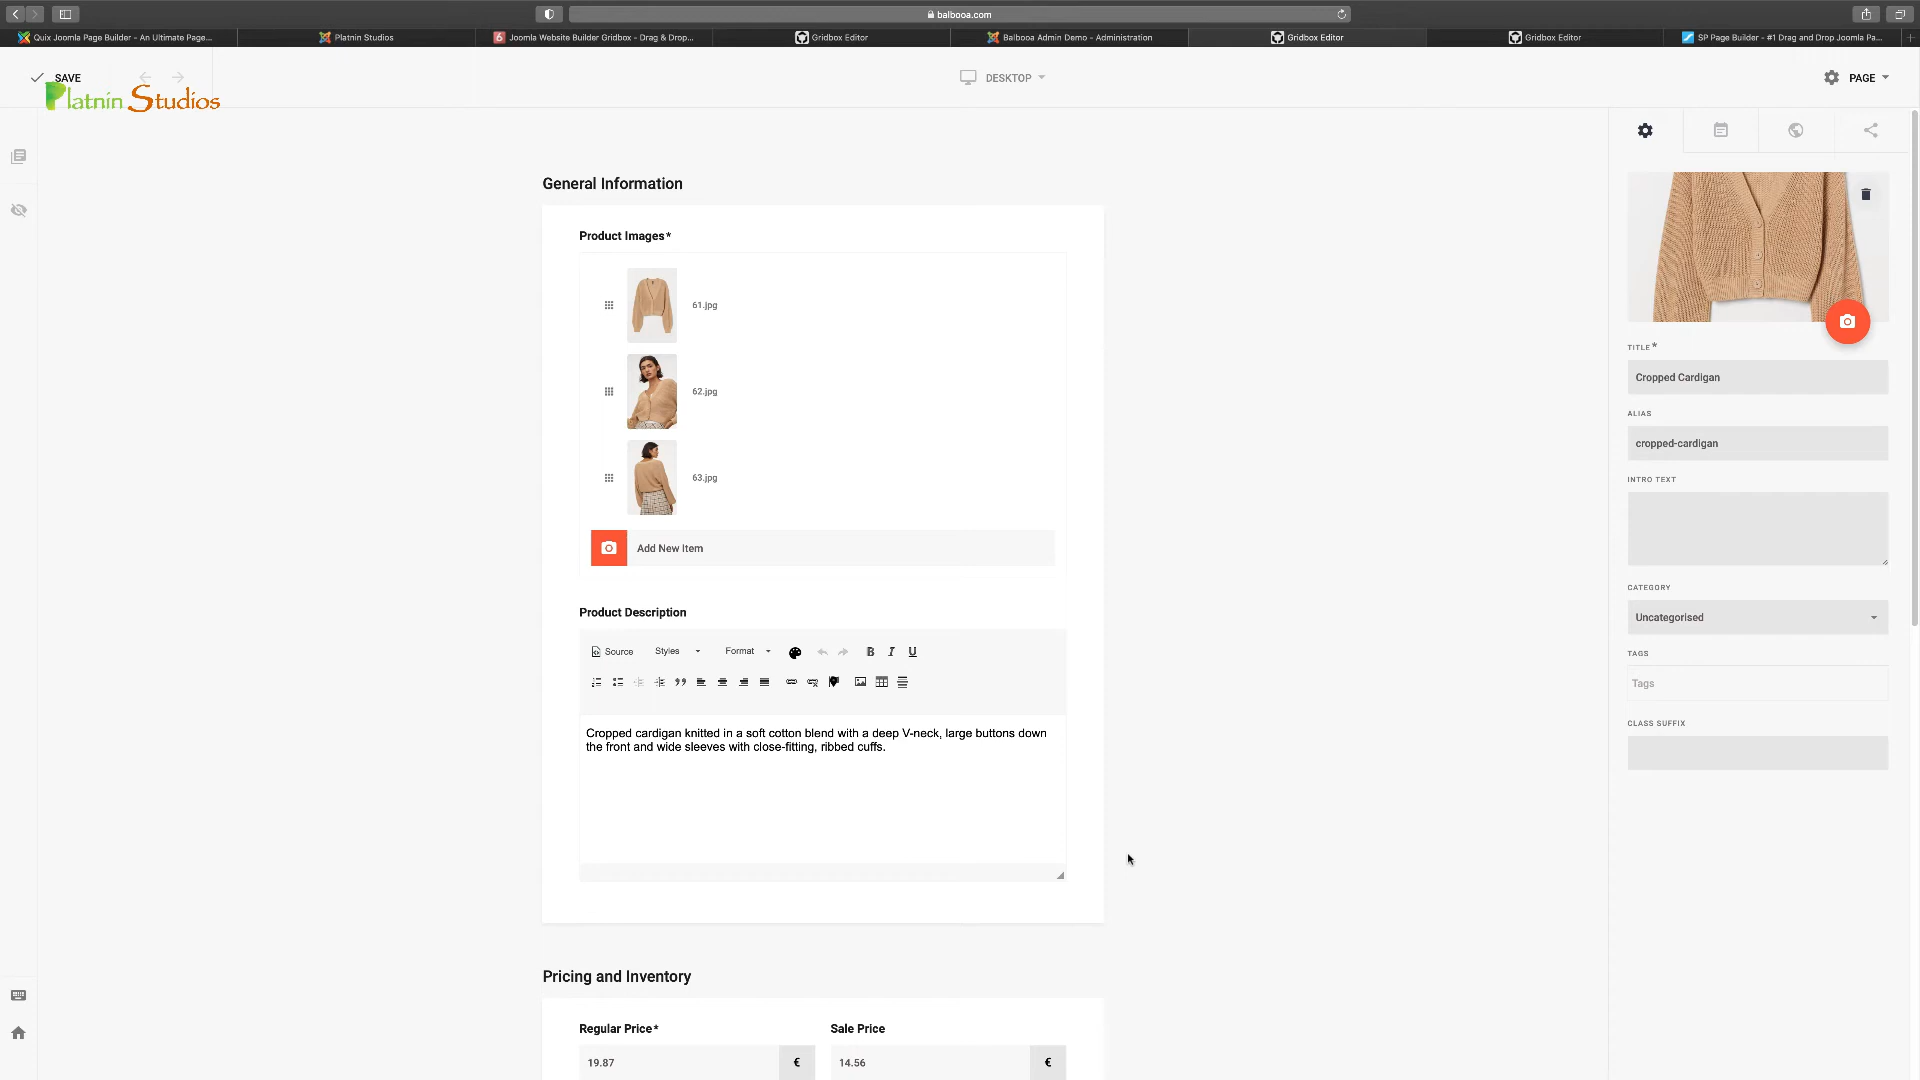 balbooa.com
Quix Joomla Page Builder - An Ultimate Page...
Platnin Studios
Joomla Website Builder Gridbox - Drag & Drop...
Gridbox Editor
Balbooa Admin Demo - Administration
Gridbox Editor
Gridbox Editor
SP Page Builder - #1 Drag and Drop Joomla Pa...
SAVE
Platnin Studios
DESKTOP
PAGE
General Information
Product Images*
61.jpg
62.jpg
63.jpg
Add New Item
Product Description
Source
Styles
Format
B I U
Cropped cardigan knitted in a soft cotton blend with a deep V-neck, large buttons down
the front and wide sleeves with close-fitting, ribbed cuffs.
Pricing and Inventory
Regular Price*
Sale Price
19.87
€
14.56
€
TITLE*
Cropped Cardigan
ALIAS
cropped-cardigan
INTRO TEXT
CATEGORY
Uncategorised
TAGS
Tags
CLASS SUFFIX